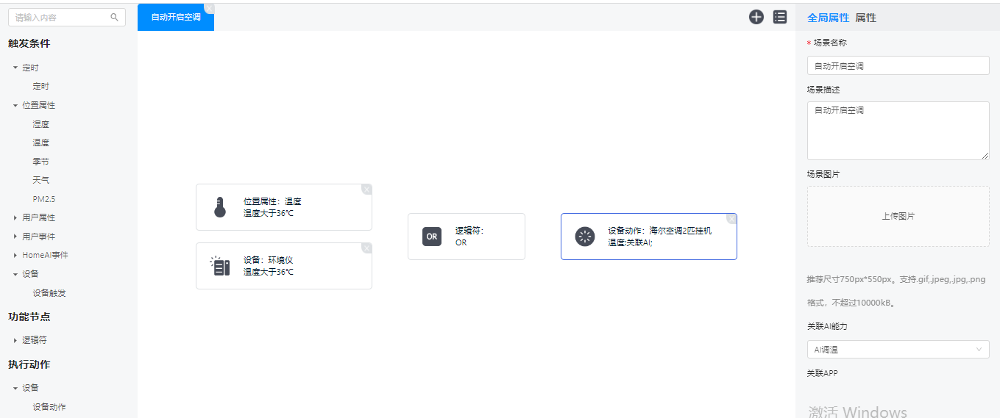 请输入内容
触发条件
定时
定时
位置属性
湿度
温度
季节
天气
PM2.5
用户属性
用户事件
HomeAI事件
设备
设备触发
功能节点
逻辑符
执行动作
设备
设备动作
自动开启空调
位置属性：温度
温度大于36℃
设备：环境仪
温度大于36℃
OR
逻辑符：
OR
设备动作：海尔空调2匹挂机
温度:关联AI;
全局属性 属性
* 场景名称
自动开启空调
场景描述
自动开启空调
场景图片
上传图片
推荐尺寸750px*550px。支持.gif,.jpeg,.jpg,.png
格式，不超过10000kB。
关联AI能力
AI调温
关联APP
激活 Windows